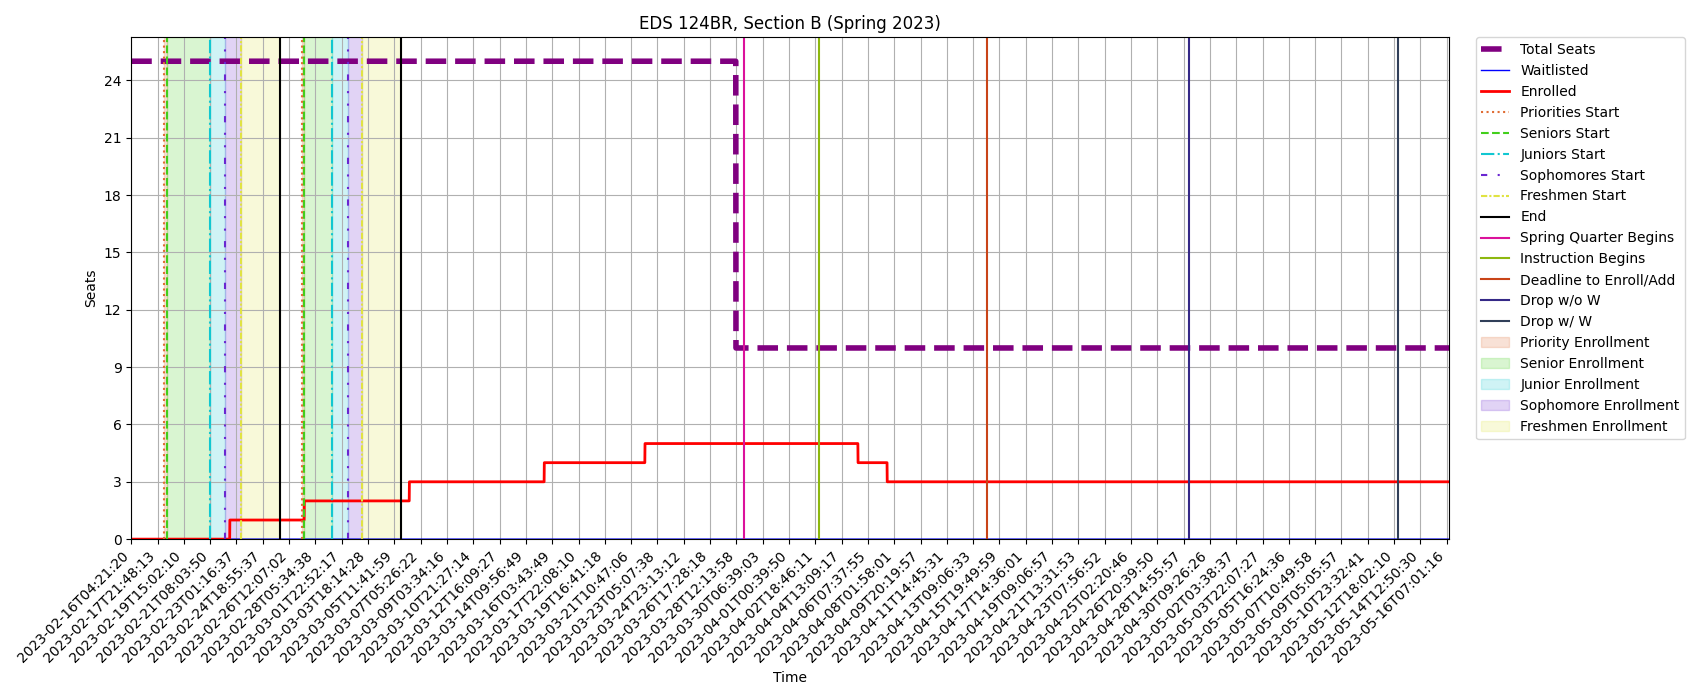 EDS 124BR, Section B (Spring 2023)
Seats
24
21
18
15
12
9
6
3
0
2023-02-16T04:21:20
2023-02-17T21:48:13
2023-02-19T15:02:10
2023-02-21T08:03:50
2023-02-23T01:16:37
2023-02-24T18:55:37
2023-02-26T12:07:02
2023-02-28T05:34:38
2023-03-01T22:52:17
2023-03-03T18:14:28
2023-03-05T11:41:59
2023-03-07T05:26:22
2023-03-09T03:34:16
2023-03-10T21:27:14
2023-03-12T16:09:27
2023-03-14T09:56:49
2023-03-16T03:43:49
2023-03-17T22:08:10
2023-03-19T16:41:18
2023-03-21T10:47:06
2023-03-23T05:07:38
2023-03-24T23:13:12
2023-03-26T17:28:18
2023-03-28T12:13:58
2023-03-30T06:39:03
2023-04-01T00:39:50
2023-04-02T18:46:11
2023-04-04T13:09:17
2023-04-06T07:37:55
2023-04-08T01:58:01
2023-04-09T20:19:57
2023-04-11T14:45:31
2023-04-13T09:06:33
2023-04-15T19:49:59
2023-04-17T14:36:01
2023-04-19T09:06:57
2023-04-21T13:31:53
2023-04-23T07:56:52
2023-04-25T02:20:46
2023-04-26T20:39:50
2023-04-28T14:55:57
2023-04-30T09:26:26
2023-05-02T03:38:37
2023-05-03T22:07:27
2023-05-05T16:24:36
2023-05-07T10:49:58
2023-05-09T05:05:57
2023-05-10T23:32:41
2023-05-12T18:02:10
2023-05-14T12:50:30
2023-05-16T07:01:16
Time
Total Seats
Waitlisted
Enrolled
Priorities Start
Seniors Start
Juniors Start
Sophomores Start
Freshmen Start
End
Spring Quarter Begins
Instruction Begins
Deadline to Enroll/Add
Drop w/o W
Drop w/ W
Priority Enrollment
Senior Enrollment
Junior Enrollment
Sophomore Enrollment
Freshmen Enrollment